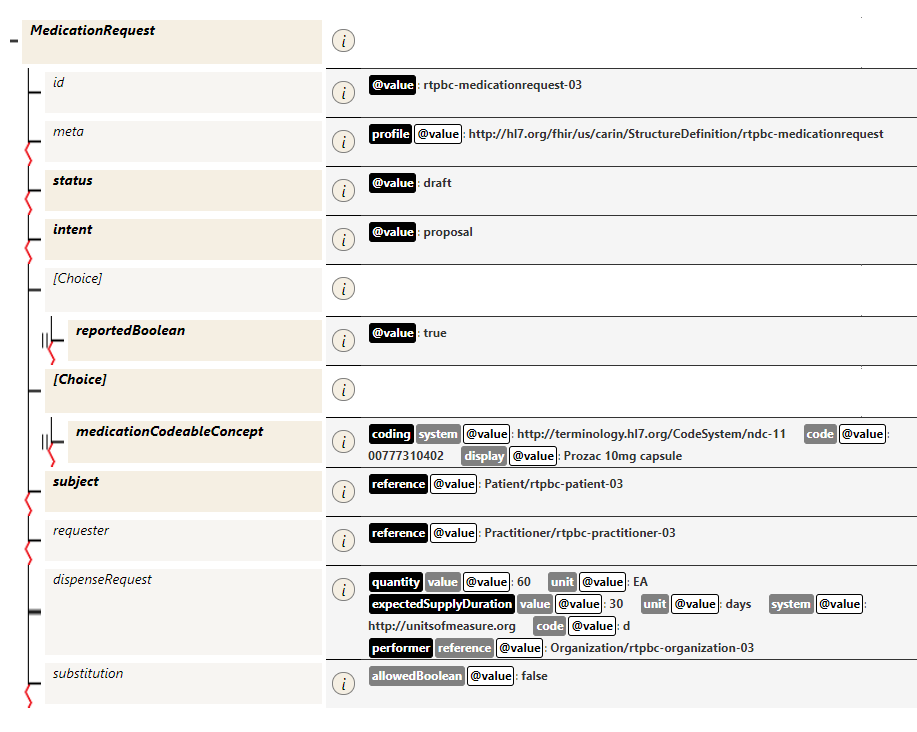 MedicationRequest i
id i @value : rtpbc-medicationrequest-03
meta i profile @value : http://hl7.org/fhir/us/carin/StructureDefinition/rtpbc-medicationrequest
status i @value : draft
intent i @value : proposal
[Choice] i
reportedBoolean i @value : true
[Choice] i
medicationCodeableConcept i coding system @value : http://terminology.hl7.org/CodeSystem/ndc-11 code @value :
00777310402 display @value : Prozac 10mg capsule
subject i reference @value : Patient/rtpbc-patient-03
requester i reference @value : Practitioner/rtpbc-practitioner-03
dispenseRequest i quantity value @value : 60 unit @value : EA
expectedSupplyDuration value @value : 30 unit @value : days system @value :
http://unitsofmeasure.org code @value : d
performer reference @value : Organization/rtpbc-organization-03
substitution i allowedBoolean @value : false